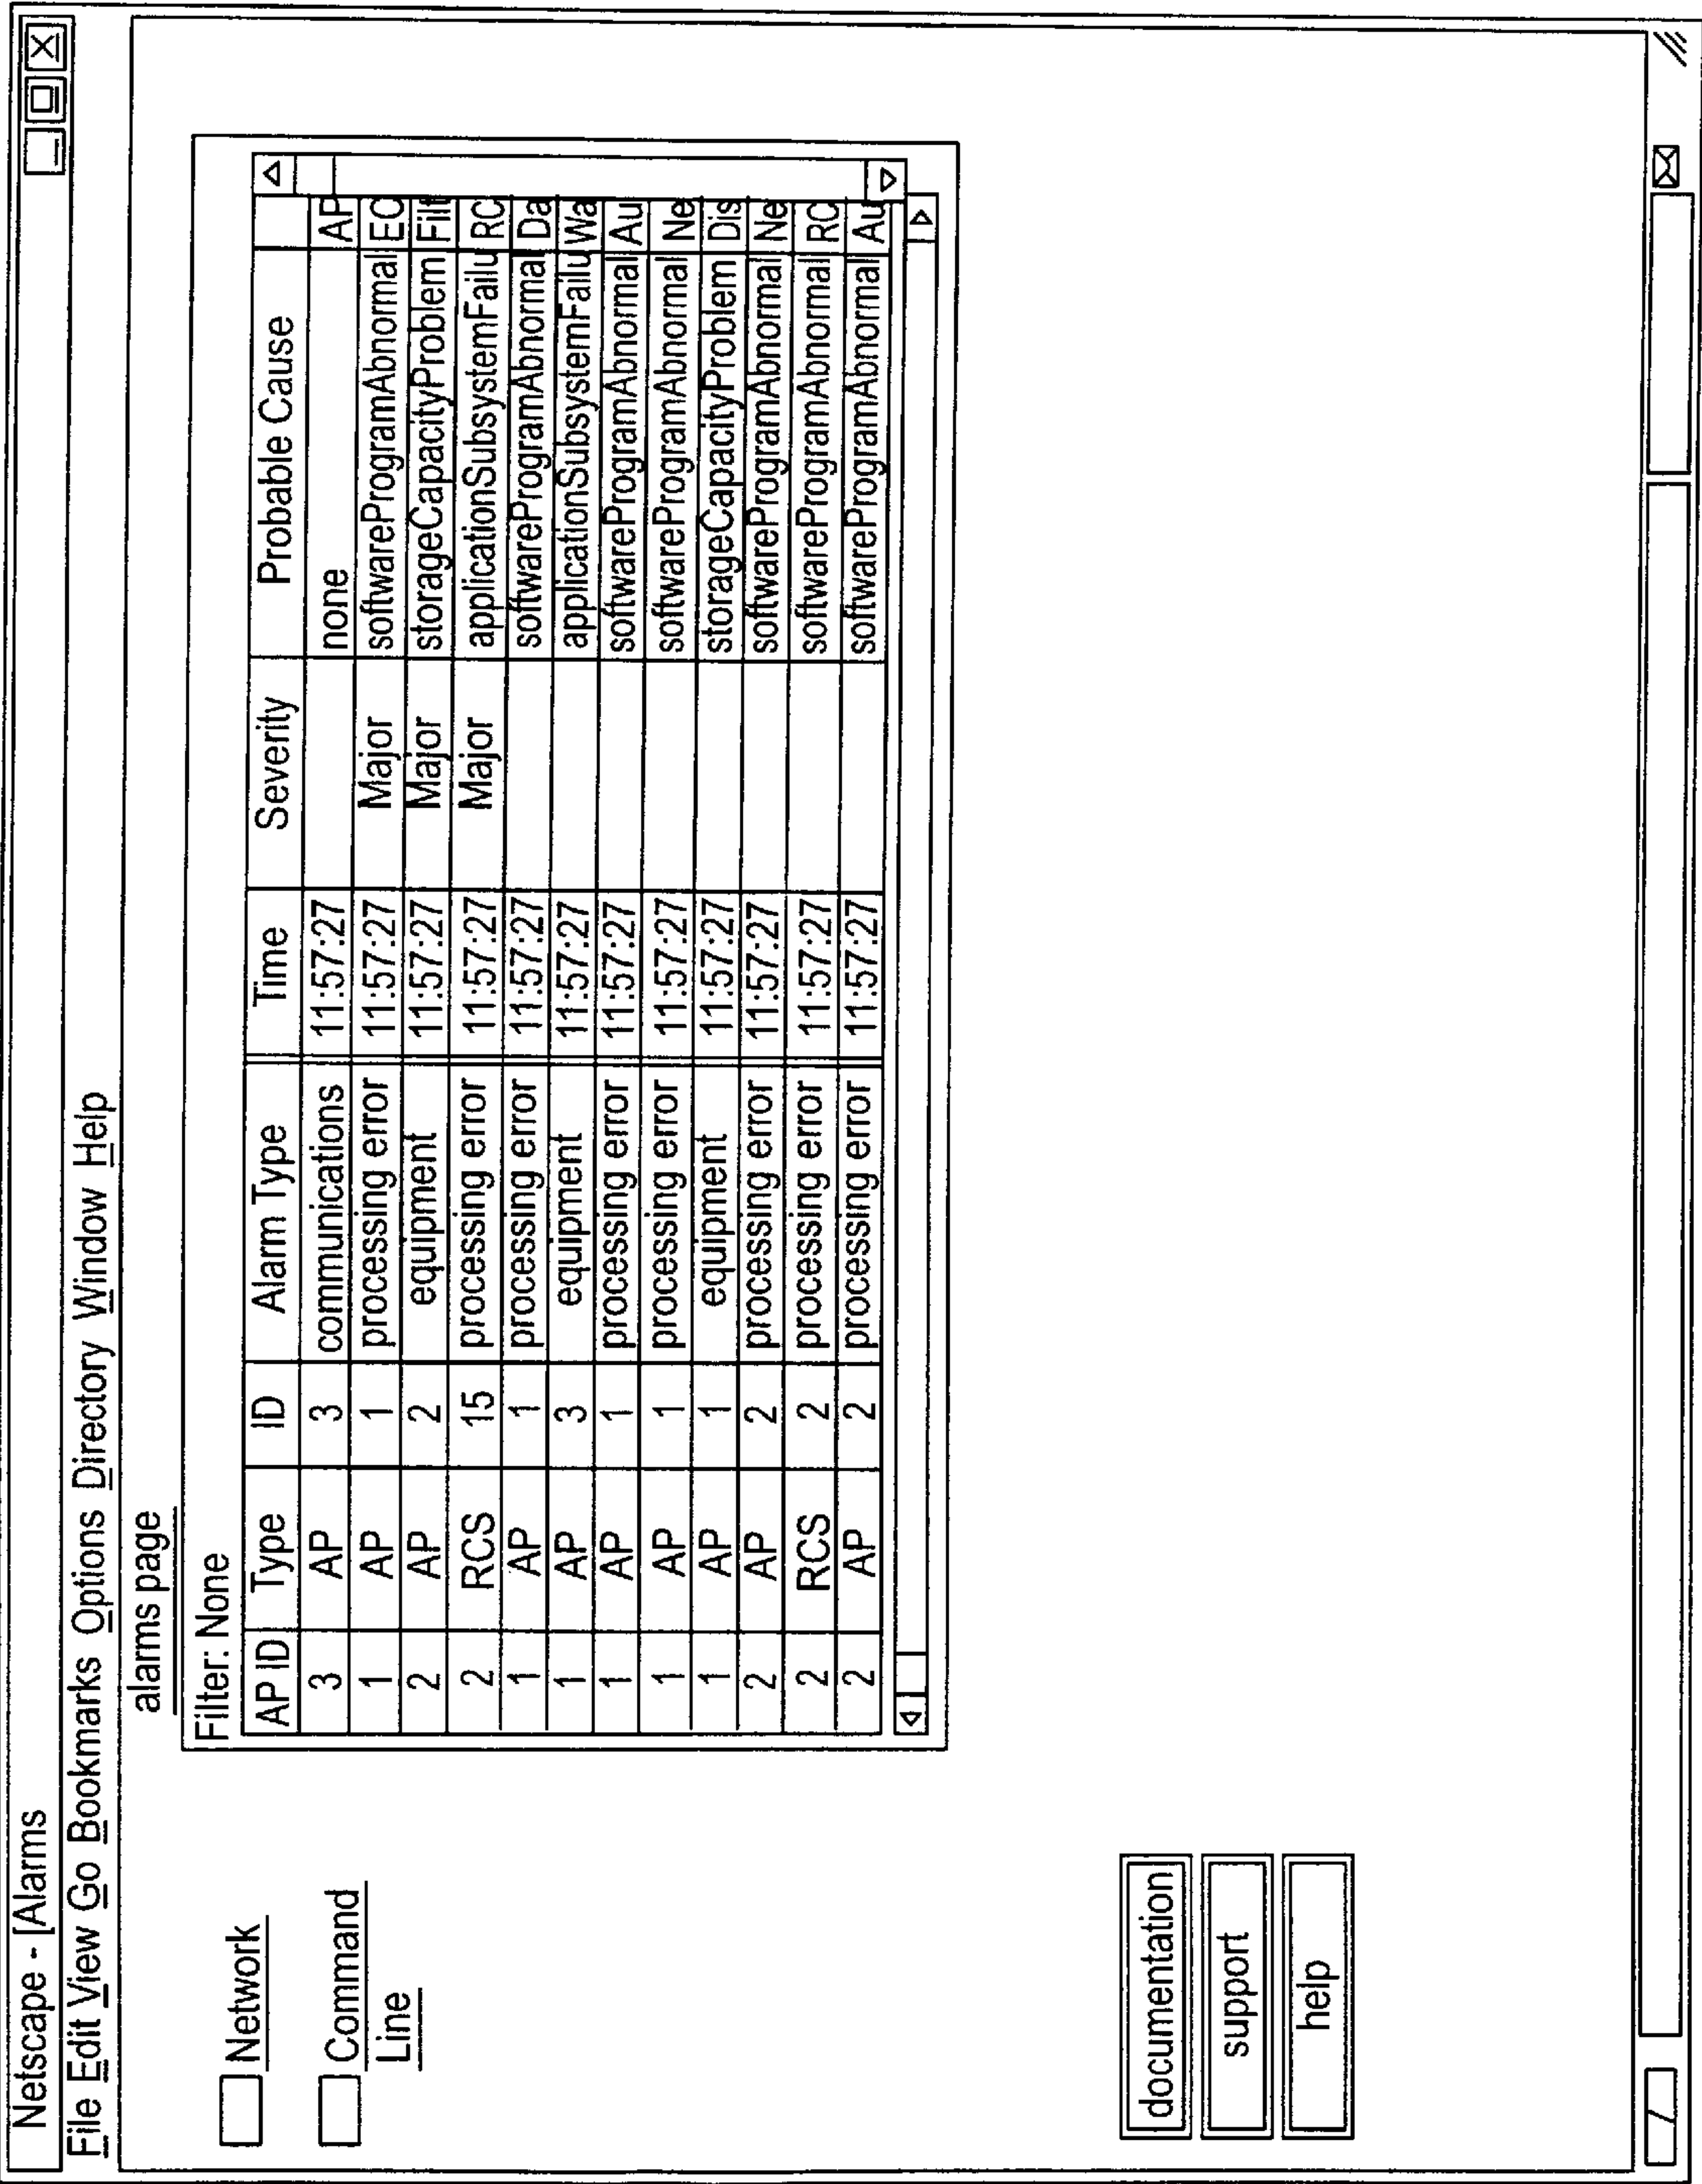 Netscape - [Alarms
File Edit View Go Bookmarks Options Directory Window Help
alarms page
Network
Command
Line
Filter: None
AP ID Type ID Alarm Type Time Severity Probable Cause
3 AP 3 communications 11:57:27 none AP
1 AP 1 processing error 11:57:27 Major softwareProgramAbnormal EC
2 AP 2 equipment 11:57:27 Major storageCapacityProblem Filt
2 RCS 15 processing error 11:57:27 Major applicationSubsystemFailu RC
1 AP 1 processing error 11:57:27 softwareProgramAbnormal Da
1 AP 3 equipment 11:57:27 applicationSubsystemFailu Wa
1 AP 1 processing error 11:57:27 softwareProgramAbnormal Au
1 AP 1 processing error 11:57:27 softwareProgramAbnormal Ne
1 AP 1 equipment 11:57:27 storageCapacityProblem Dis
2 AP 2 processing error 11:57:27 softwareProgramAbnormal Ne
2 RCS 2 processing error 11:57:27 softwareProgramAbnormal RC
2 AP 2 processing error 11:57:27 softwareProgramAbnormal Au
documentation
support
help